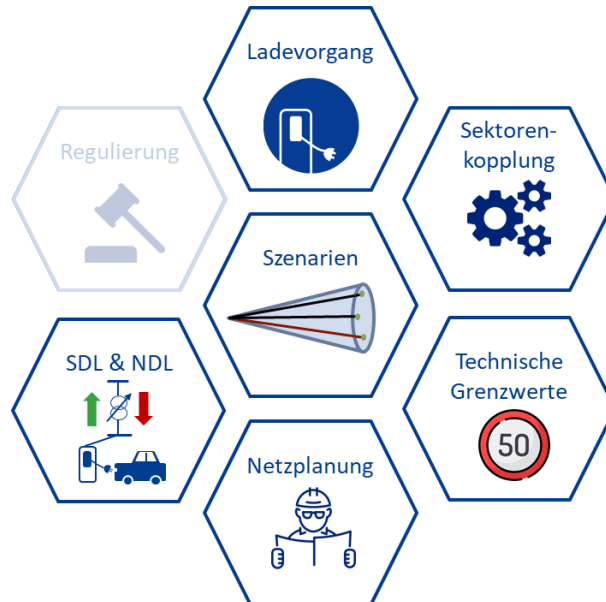 Ladevorgang
Regulierung
Sektoren-
kopplung
Szenarien
SDL & NDL
Technische
Grenzwerte
50
Netzplanung